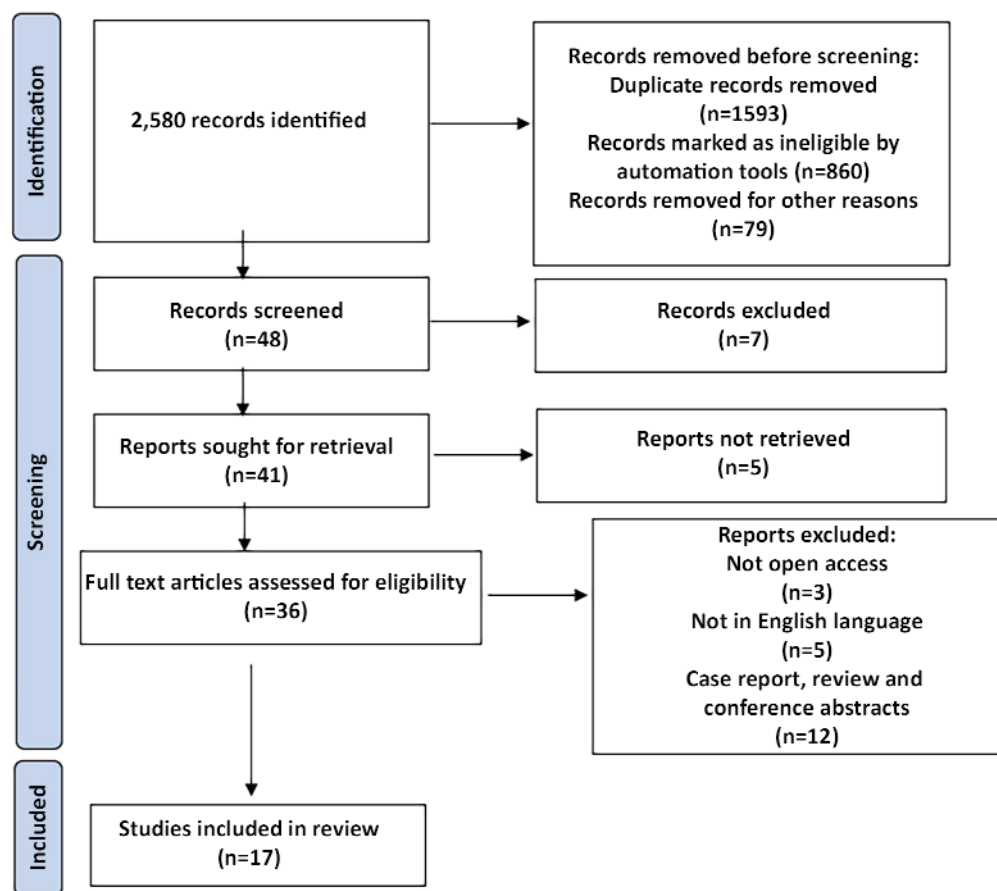 Identification
2,580 records identified
Records removed before screening:
Duplicate records removed
(n=1593)
Records marked as ineligible by
automation tools (n=860)
Records removed for other reasons
(n=79)
Screening
Records screened
(n=48)
Records excluded
(n=7)
Reports sought for retrieval
(n=41)
Reports not retrieved
(n=5)
Full text articles assessed for eligibility
(n=36)
Reports excluded:
Not open access
(n=3)
Not in English language
(n=5)
Case report, review and
conference abstracts
(n=12)
Included
Studies included in review
(n=17)